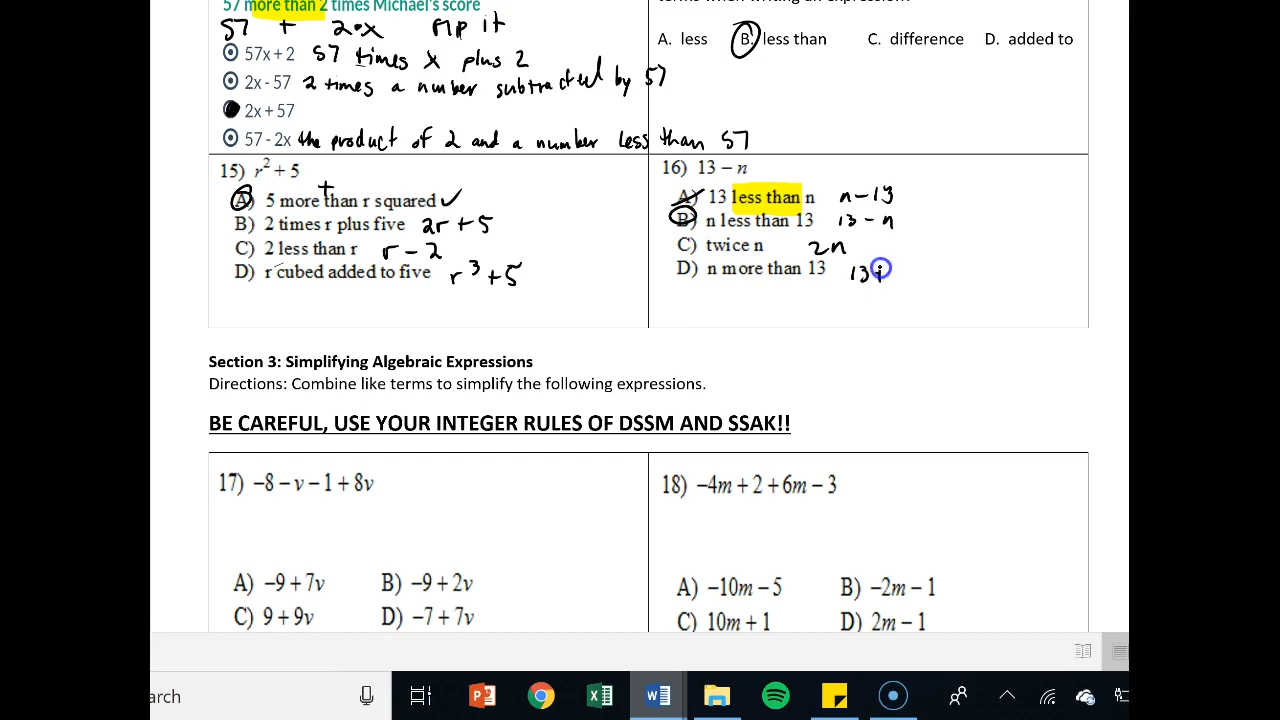 57 more than 2 times Michael's score
57 + 2•x flip it
57x + 2 57 times x plus 2
2x - 57 2 times a number subtracted by 57
2x + 57
57 - 2x the product of 2 and a number less than 57
terms when writing an expression?
A. less B. less than C. difference D. added to
15) r² + 5
+
A) 5 more than r squared ✓
B) 2 times r plus five 2r + 5
C) 2 less than r r - 2
D) r cubed added to five r³ + 5
16) 13 – n
A) 13 less than n n - 13
B) n less than 13 13 - n
C) twice n 2n
D) n more than 13 13
Section 3: Simplifying Algebraic Expressions
Directions: Combine like terms to simplify the following expressions.
BE CAREFUL, USE YOUR INTEGER RULES OF DSSM AND SSAK!!
17) –8 – v – 1 + 8v
A) –9 + 7v B) –9 + 2v
C) 9 + 9v D) –7 + 7v
18) –4m + 2 + 6m – 3
A) –10m – 5 B) –2m – 1
C) 10m + 1 D) 2m – 1
arch